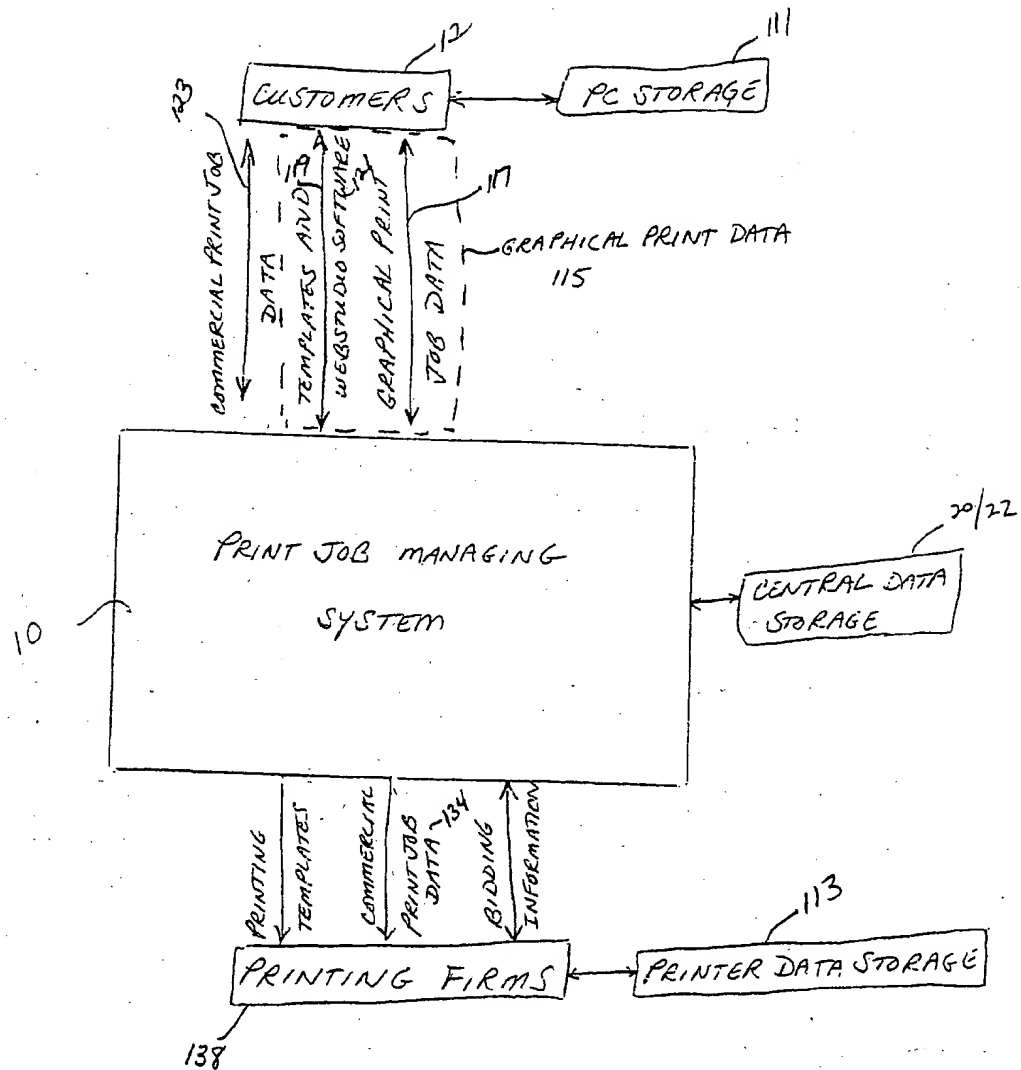 12
111
CUSTOMERS
PC STORAGE
123
COMMERCIAL PRINT JOB
DATA
119
TEMPLATES AND
WEBSTUDIO SOFTWARE
GRAPHICAL PRINT
JOB DATA
117
GRAPHICAL PRINT DATA
115
PRINT JOB MANAGING
SYSTEM
10
20/22
CENTRAL DATA
STORAGE
PRINTING
TEMPLATES
COMMERCIAL
PRINT JOB
DATA ~134
BIDDING
INFORMATION
113
PRINTING FIRMS
PRINTER DATA STORAGE
138